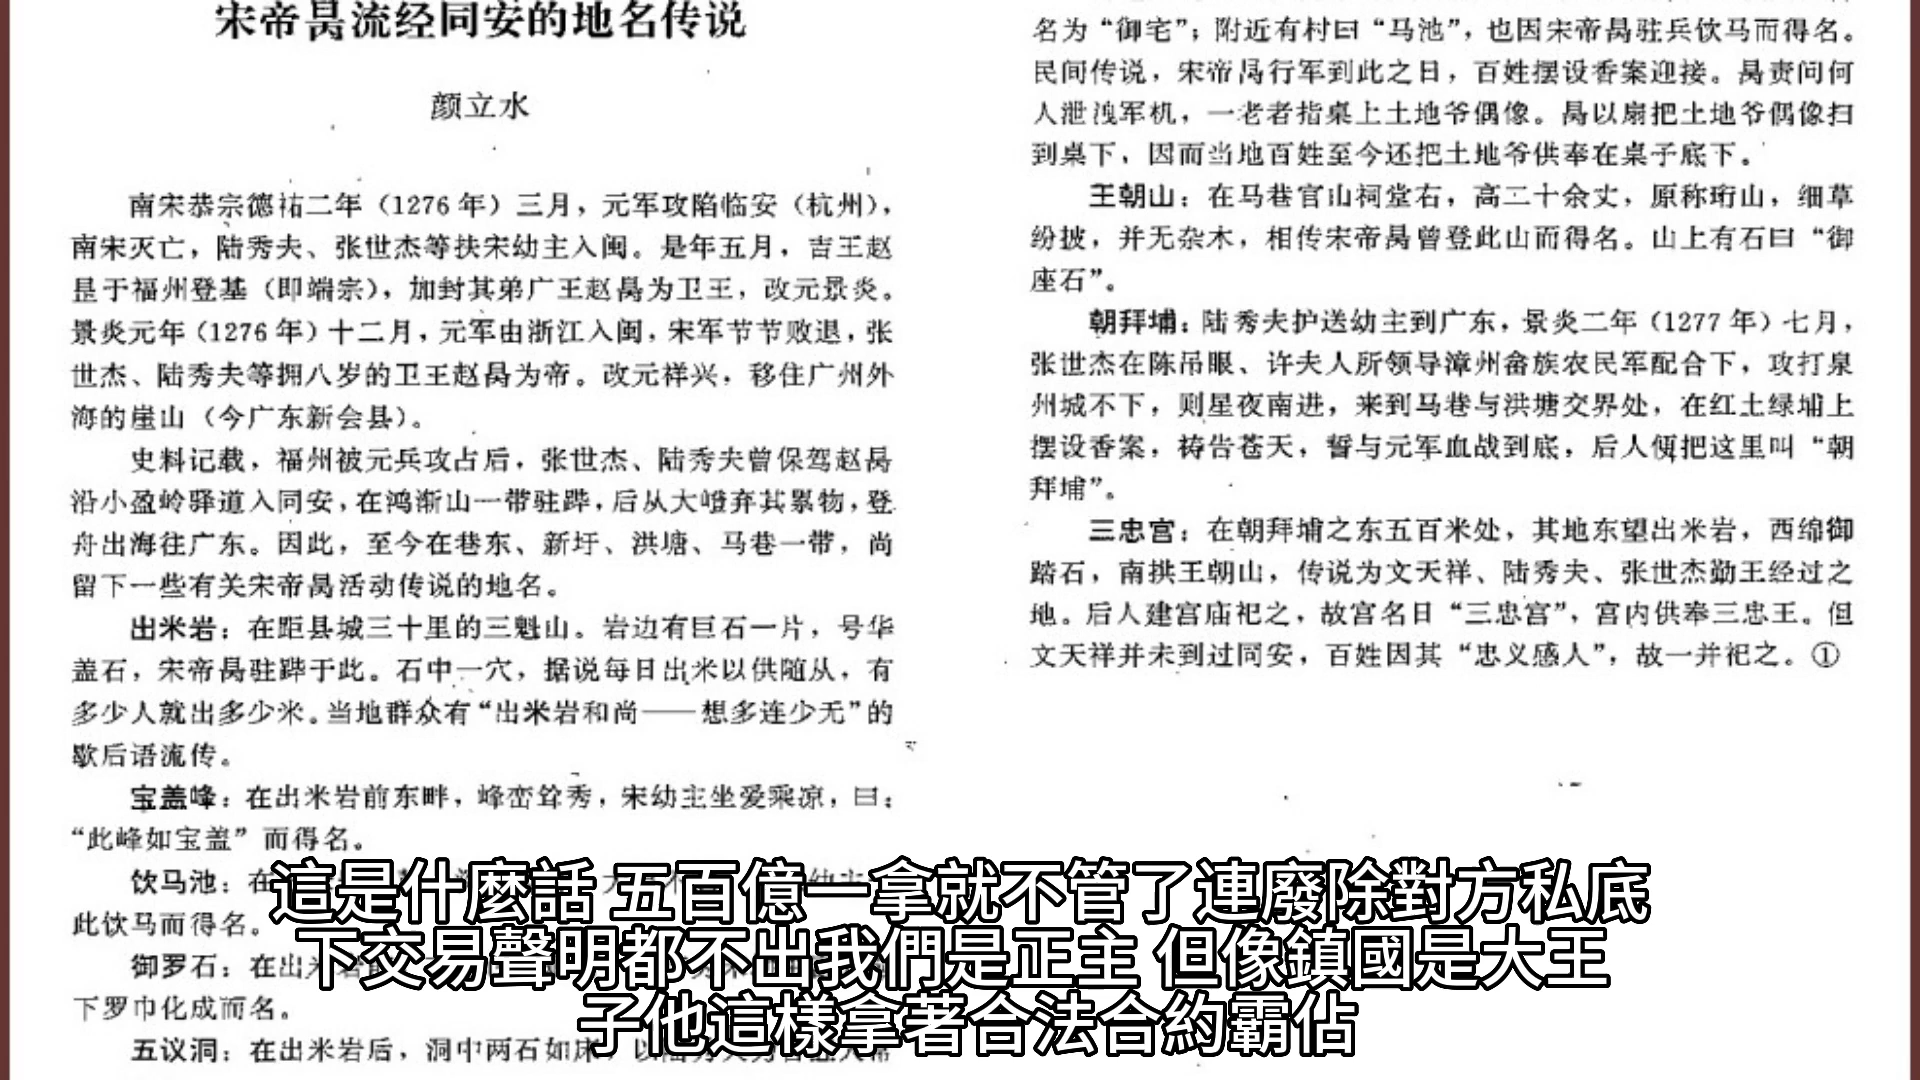 宋帝昺流经同安的地名传说
颜立水
南宋恭宗德祐二年（1276年）三月，元军攻陷临安（杭州），
南宋灭亡，陆秀夫、张世杰等扶宋幼主入闽。是年五月，吉王赵
昰于福州登基（即端宗），加封其弟广王赵昺为卫王，改元景炎。
景炎元年（1276年）十二月，元军由浙江入闽，宋军节节败退，张
世杰、陆秀夫等拥八岁的卫王赵昺为帝。改元祥兴，移住广州外
海的崖山（今广东新会县）。
史料记载，福州被元兵攻占后，张世杰、陆秀夫曾保驾赵昺
沿小盈岭驿道入同安，在鸿渐山一带驻跸，后从大嶝弃其累物，登
舟出海往广东。因此，至今在巷东、新圩、洪塘、马巷一带，尚
留下一些有关宋帝昺活动传说的地名。
出米岩：在距县城三十里的三魁山。岩边有巨石一片，号华
盖石，宋帝昺驻跸于此。石中一穴，据说每日出米以供随从，有
多少人就出多少米。当地群众有“出米岩和尚——想多连少无”的
歇后语流传。
宝盖峰：在出米岩前东畔，峰峦耸秀，宋幼主坐爱乘凉，曰：
“此峰如宝盖”而得名。
饮马池：在
此饮马而得名。
御罗石：在出米岩前
下罗巾化成而名。
五议洞：在出米岩后，洞中两石如床，以
名为“御宅”；附近有村曰“马池”，也因宋帝昺驻兵饮马而得名。
民间传说，宋帝昺行军到此之日，百姓摆设香案迎接。昺责问何
人泄洩军机，一老者指桌上土地爷偶像。昺以扇把土地爷偶像扫
到桌下，因而当地百姓至今还把土地爷供奉在桌子底下。
王朝山：在马巷官山祠堂右，高二十余丈，原称珩山，细草
纷披，并无杂木，相传宋帝昺曾登此山而得名。山上有石曰“御
座石”。
朝拜埔：陆秀夫护送幼主到广东，景炎二年（1277年）七月，
张世杰在陈吊眼、许夫人所领导漳州畲族农民军配合下，攻打泉
州城不下，则星夜南进，来到马巷与洪塘交界处，在红土绿埔上
摆设香案，祷告苍天，誓与元军血战到底，后人便把这里叫“朝
拜埔”。
三忠宫：在朝拜埔之东五百米处，其地东望出米岩，西绵御
踏石，南拱王朝山，传说为文天祥、陆秀夫、张世杰勤王经过之
地。后人建宫庙祀之，故宫名曰“三忠宫”，宫内供奉三忠王。但
文天祥并未到过同安，百姓因其“忠义感人”，故一并祀之。①
這是什麼話 五百億一拿就不管了連廢除對方私底
下交易聲明都不出我們是正主 但像鎮國是大王
子他這樣拿著合法合約霸佔